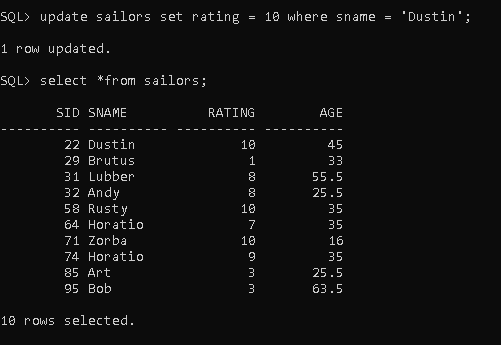 SQL> update sailors set rating = 10 where sname = 'Dustin';
1 row updated.
SQL> select *from sailors;
       SID SNAME          RATING        AGE
---------- ---------- ---------- ----------
        22 Dustin             10         45
        29 Brutus              1         33
        31 Lubber              8       55.5
        32 Andy                8       25.5
        58 Rusty              10         35
        64 Horatio             7         35
        71 Zorba              10         16
        74 Horatio             9         35
        85 Art                 3       25.5
        95 Bob                 3       63.5
10 rows selected.